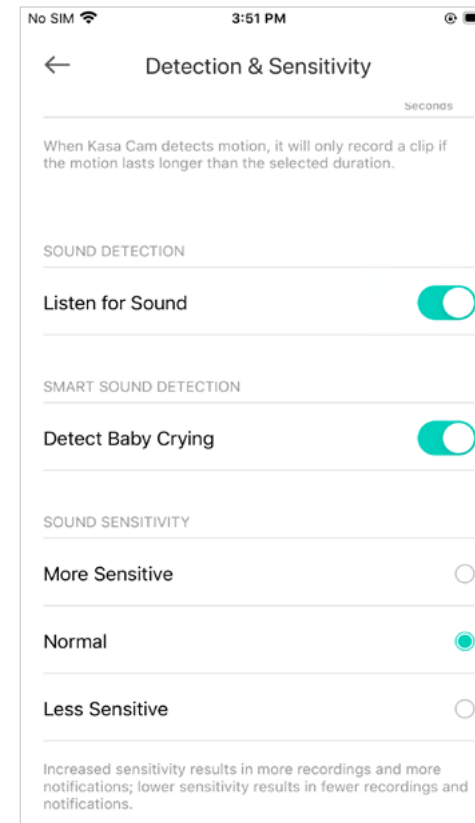 No SIM 3:51 PM
Detection & Sensitivity
Seconds
When Kasa Cam detects motion, it will only record a clip if
the motion lasts longer than the selected duration.
SOUND DETECTION
Listen for Sound
SMART SOUND DETECTION
Detect Baby Crying
SOUND SENSITIVITY
More Sensitive
Normal
Less Sensitive
Increased sensitivity results in more recordings and more
notifications; lower sensitivity results in fewer recordings and
notifications.